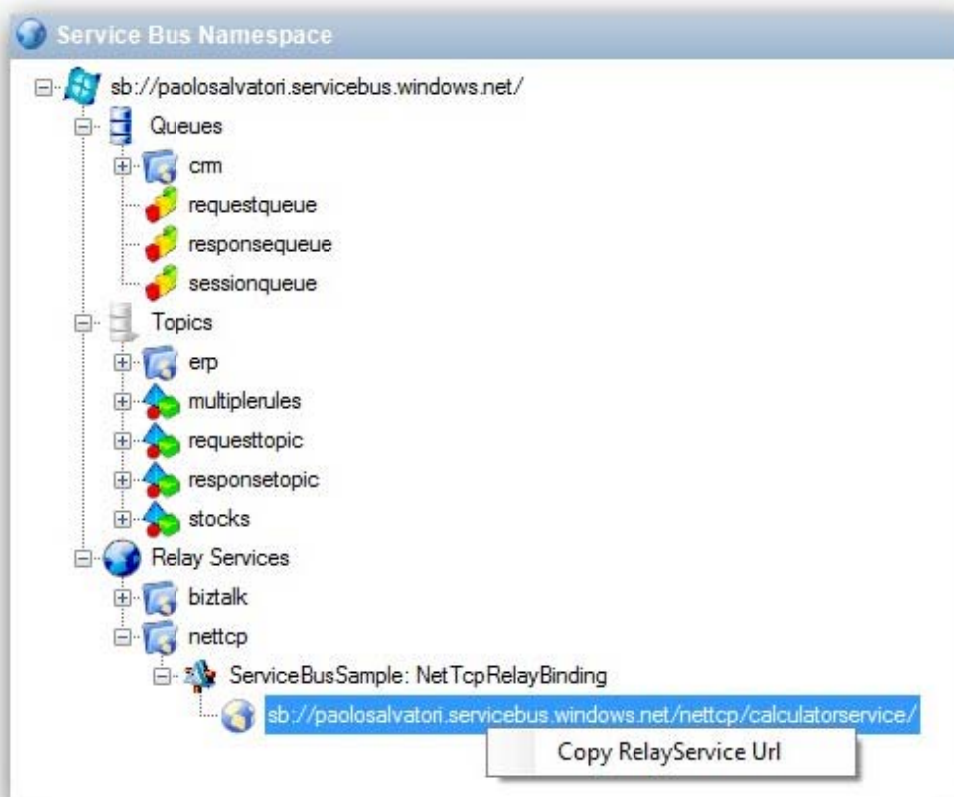 Service Bus Namespace
sb://paolosalvatori.servicebus.windows.net/
Queues
crm
requestqueue
responsequeue
sessionqueue
Topics
erp
multiplerules
requesttopic
responsetopic
stocks
Relay Services
biztalk
nettcp
ServiceBusSample: NetTcpRelayBinding
sb://paolosalvatori.servicebus.windows.net/nettcp/calculatorservice/
Copy RelayService Url